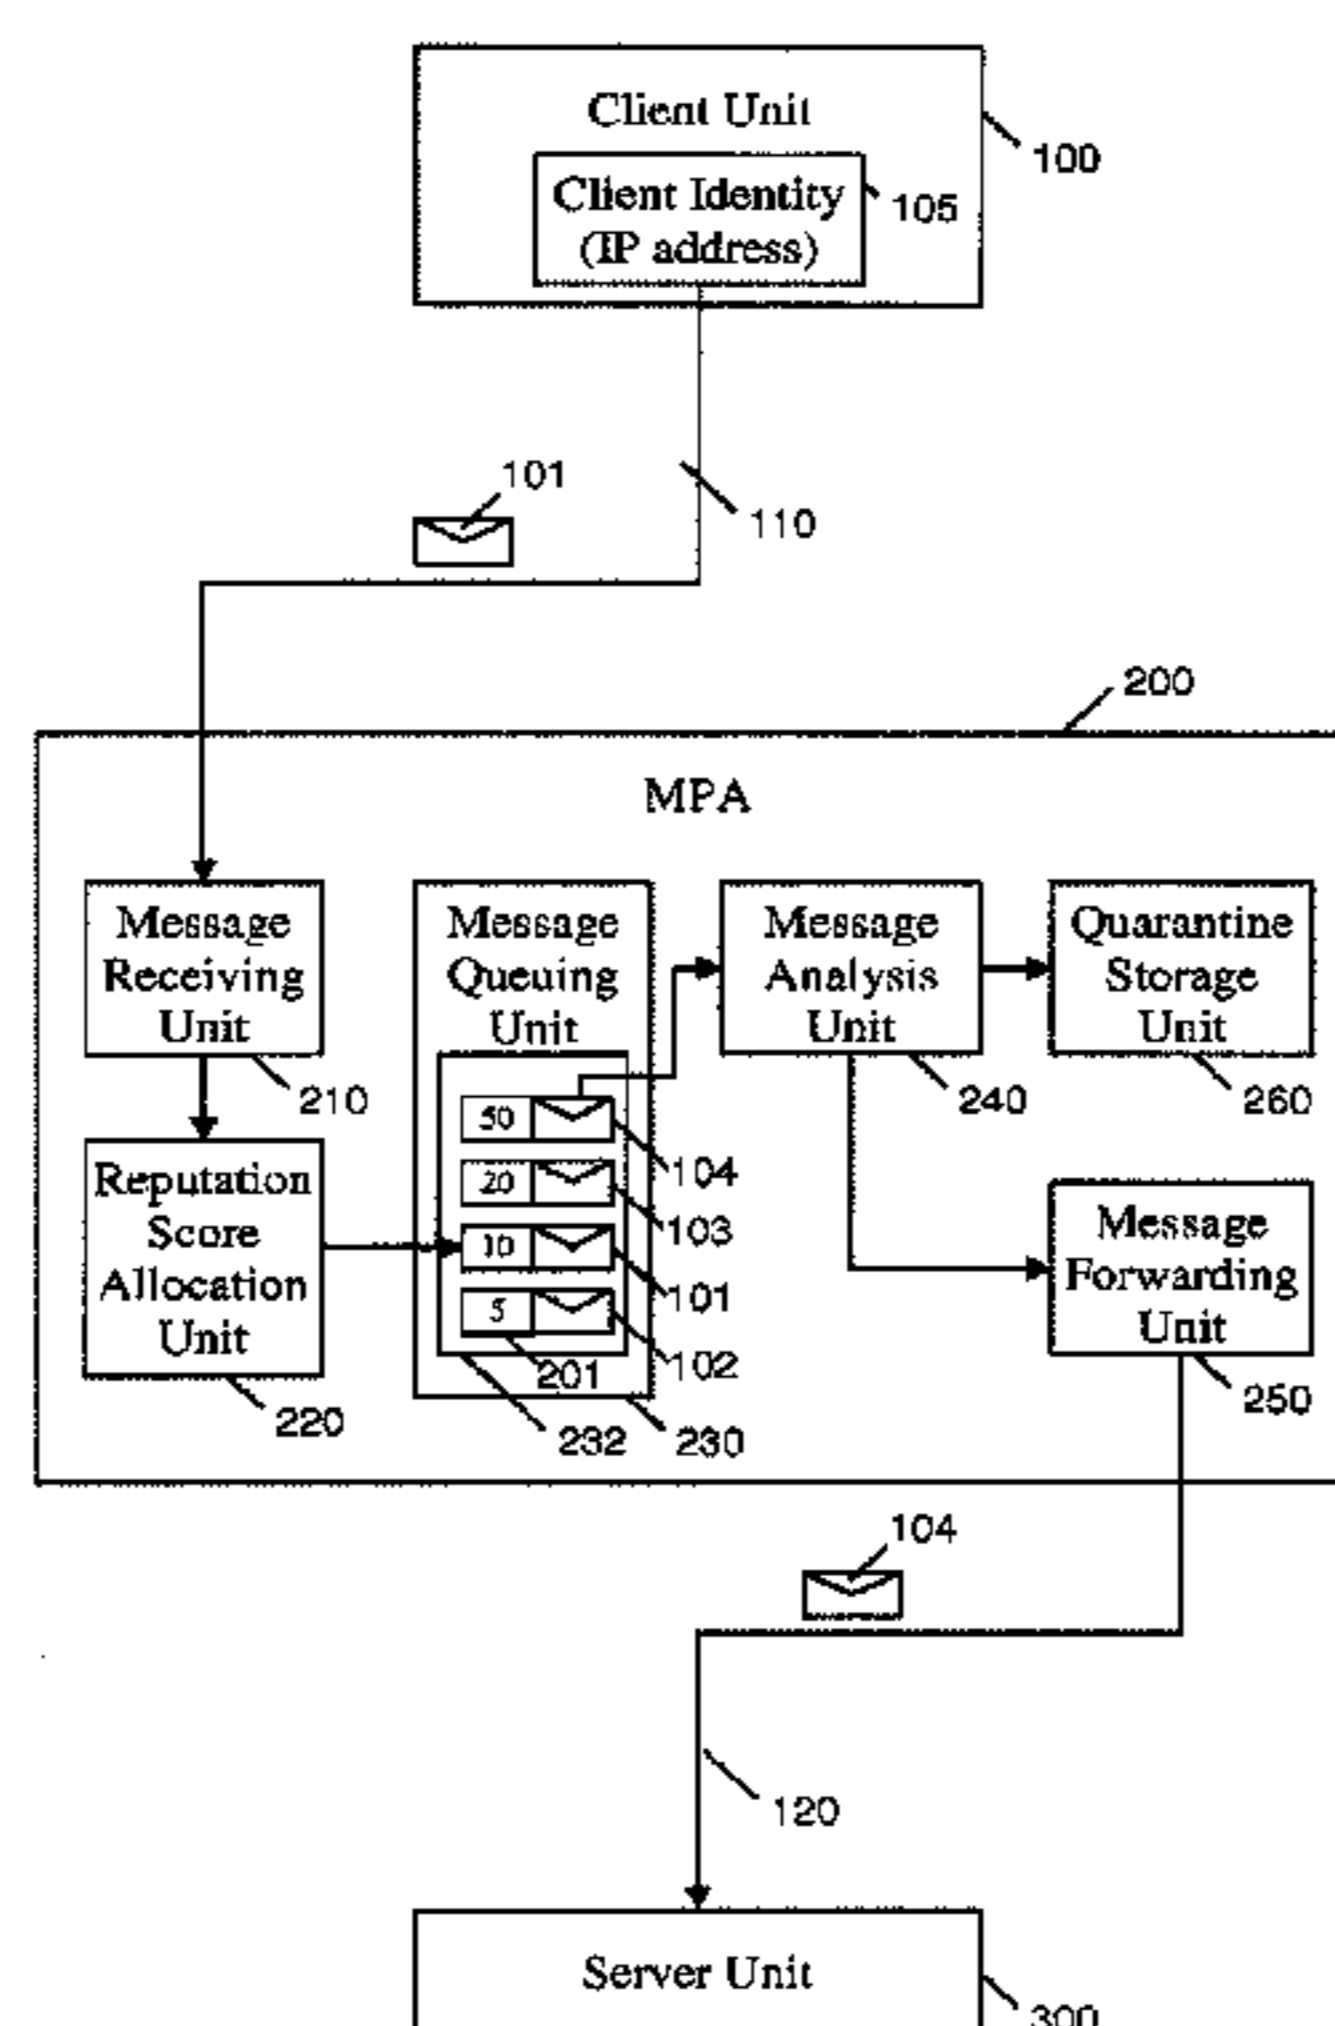 Client Unit
100
Client Identity
(IP address)
105
101
110
200
MPA
Message
Receiving
Unit
210
Message
Queuing
Unit
Message
Analysis
Unit
240
Quarantine
Storage
Unit
260
Reputation
Score
Allocation
Unit
220
50
104
20
103
10
101
5
102
201
232
230
Message
Forwarding
Unit
250
104
120
Server Unit
300